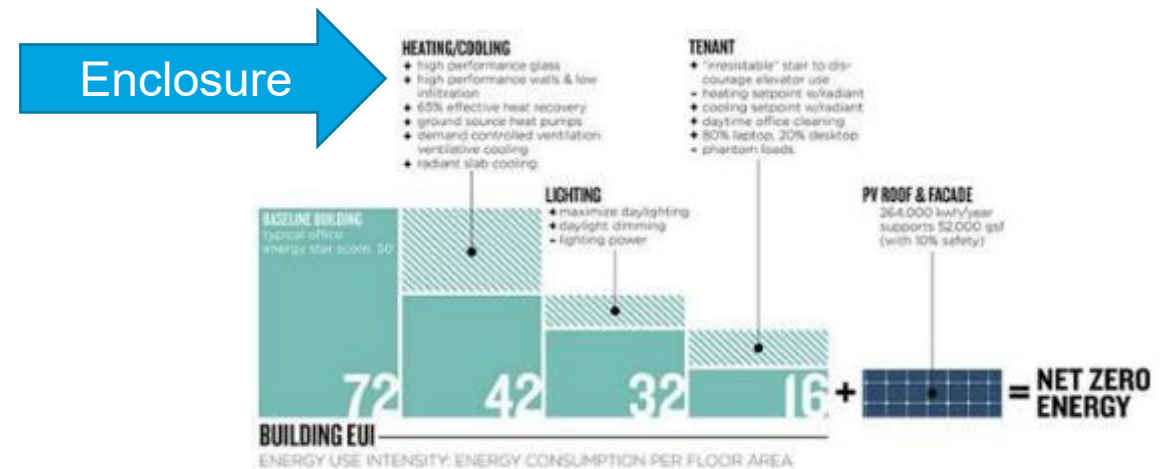 Enclosure
HEATING/COOLING
+ high performance glass
+ high performance walls & low
infiltration
+ 65% effective heat recovery
+ ground source heat pumps
+ demand controlled ventilation
ventilative cooling
+ radiant slab cooling
TENANT
+ "irresistable" stair to dis-
courage elevator use
- heating setpoint w/radiant
+ cooling setpoint w/radiant
+ daytime office cleaning
+ 80% laptop, 20% desktop
- phantom loads
LIGHTING
+ maximize daylighting
+ daylight dimming
- lighting power
PV ROOF & FACADE
264,000 kwh/year
supports 52,000 gsf
(with 10% safety)
BASELINE BUILDING
typical office
energy star score: 50
72
42
32
16
+
= NET ZERO
ENERGY
BUILDING EUI
ENERGY USE INTENSITY: ENERGY CONSUMPTION PER FLOOR AREA